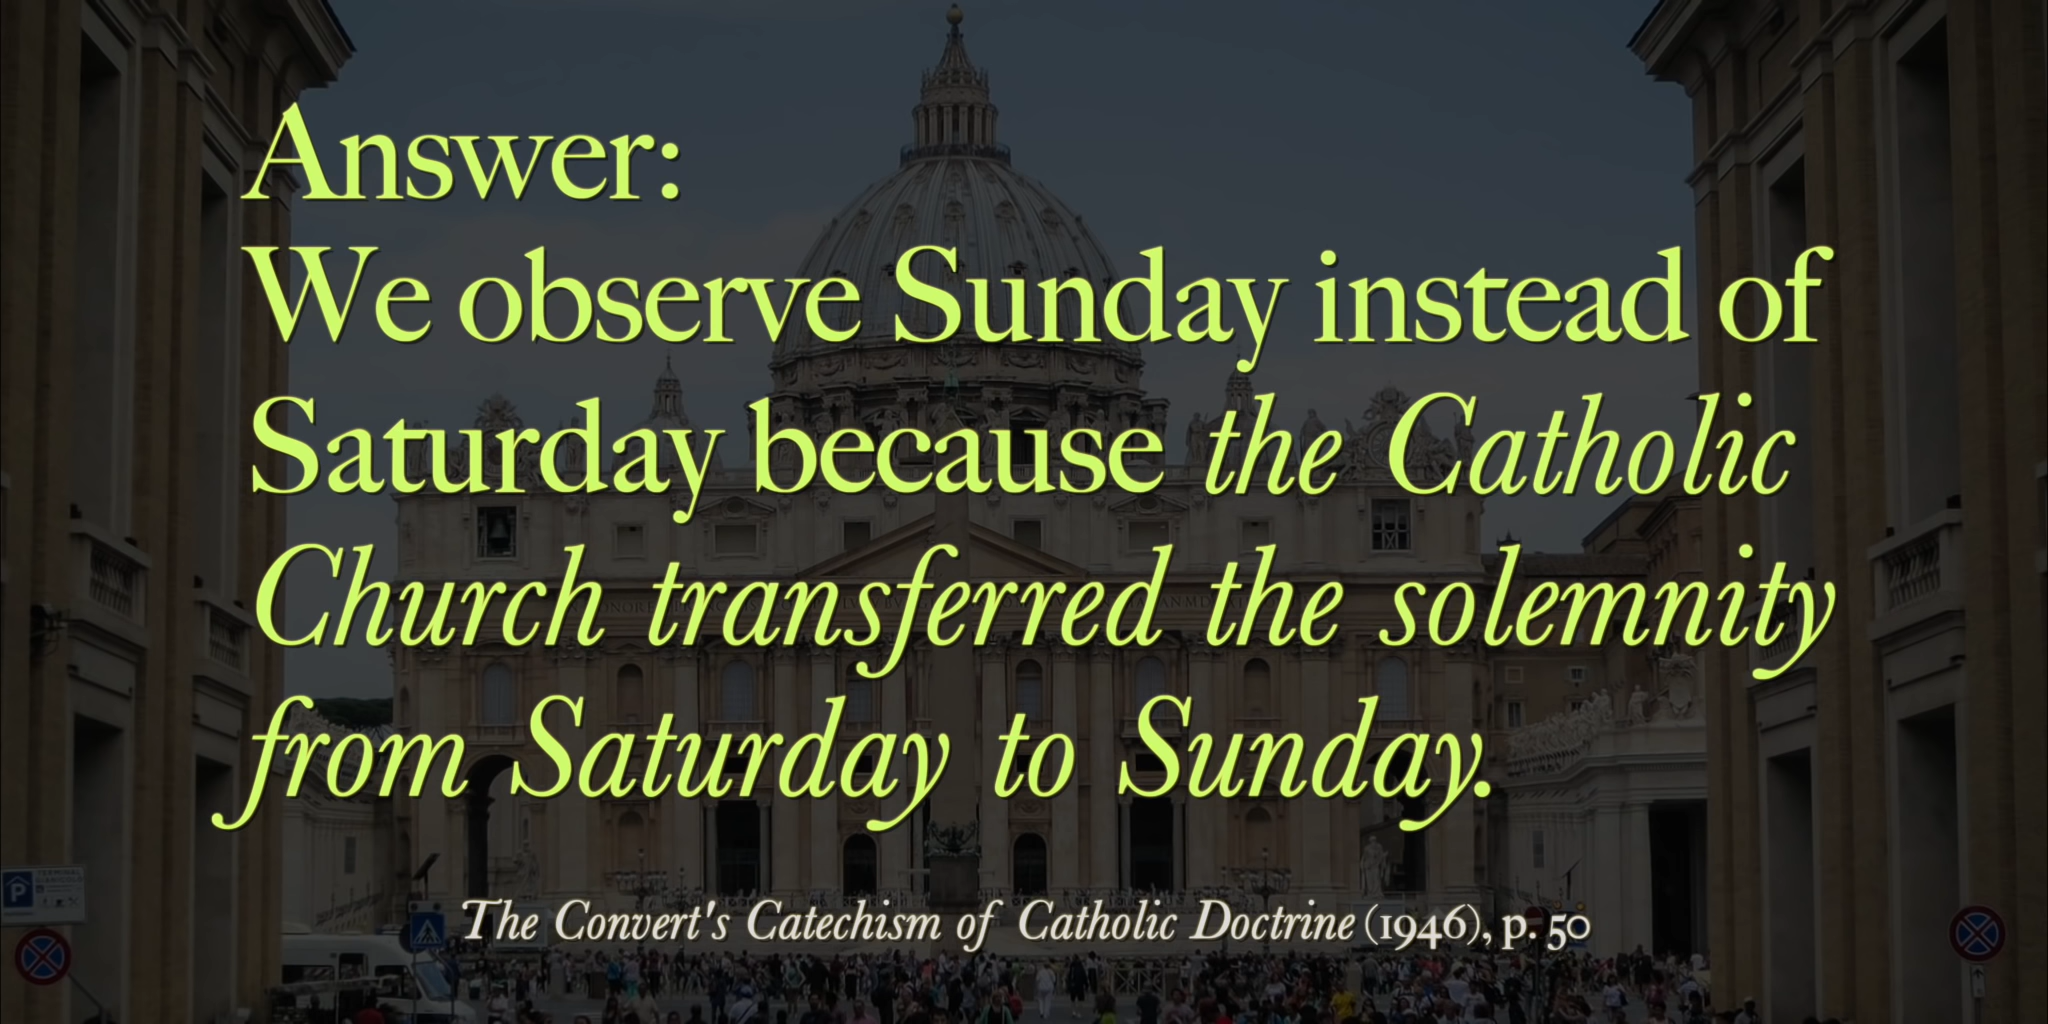 Answer:
We observe Sunday instead of
Saturday because the Catholic
Church transferred the solemnity
from Saturday to Sunday.
The Convert's Catechism of Catholic Doctrine (1946), p. 50
P